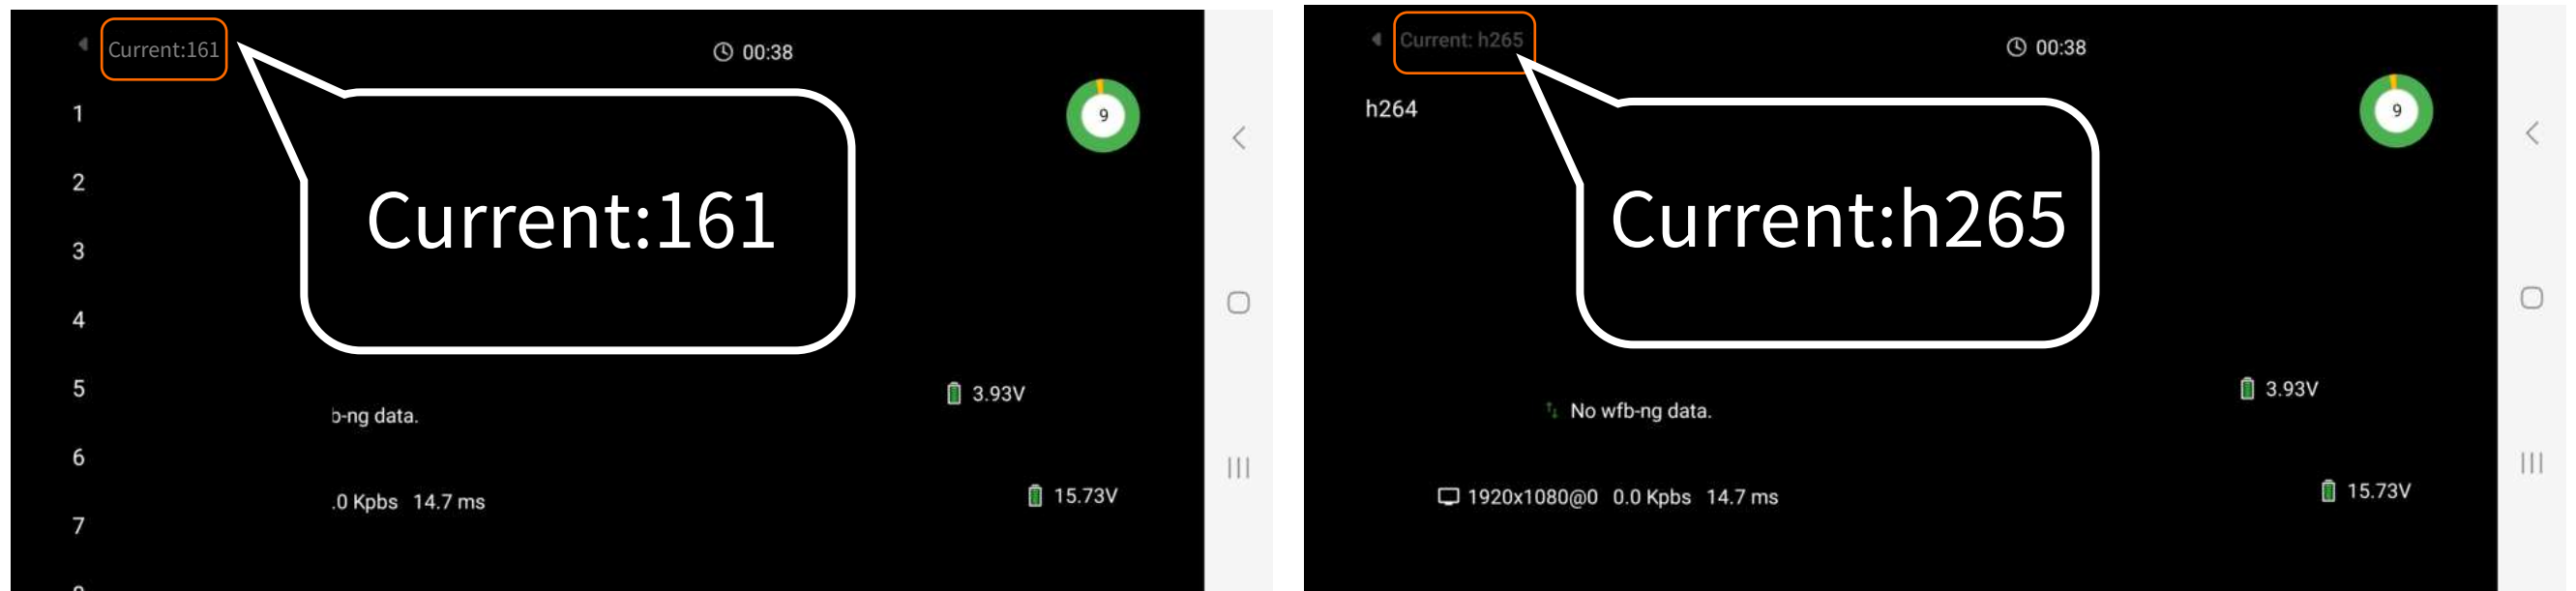 Current:161
00:38
1
9
2
Current:161
3
4
5
3.93V
b-ng data.
6
.0 Kpbs 14.7 ms
15.73V
7
Current: h265
00:38
h264
9
Current:h265
3.93V
No wfb-ng data.
1920x1080@0 0.0 Kpbs 14.7 ms
15.73V